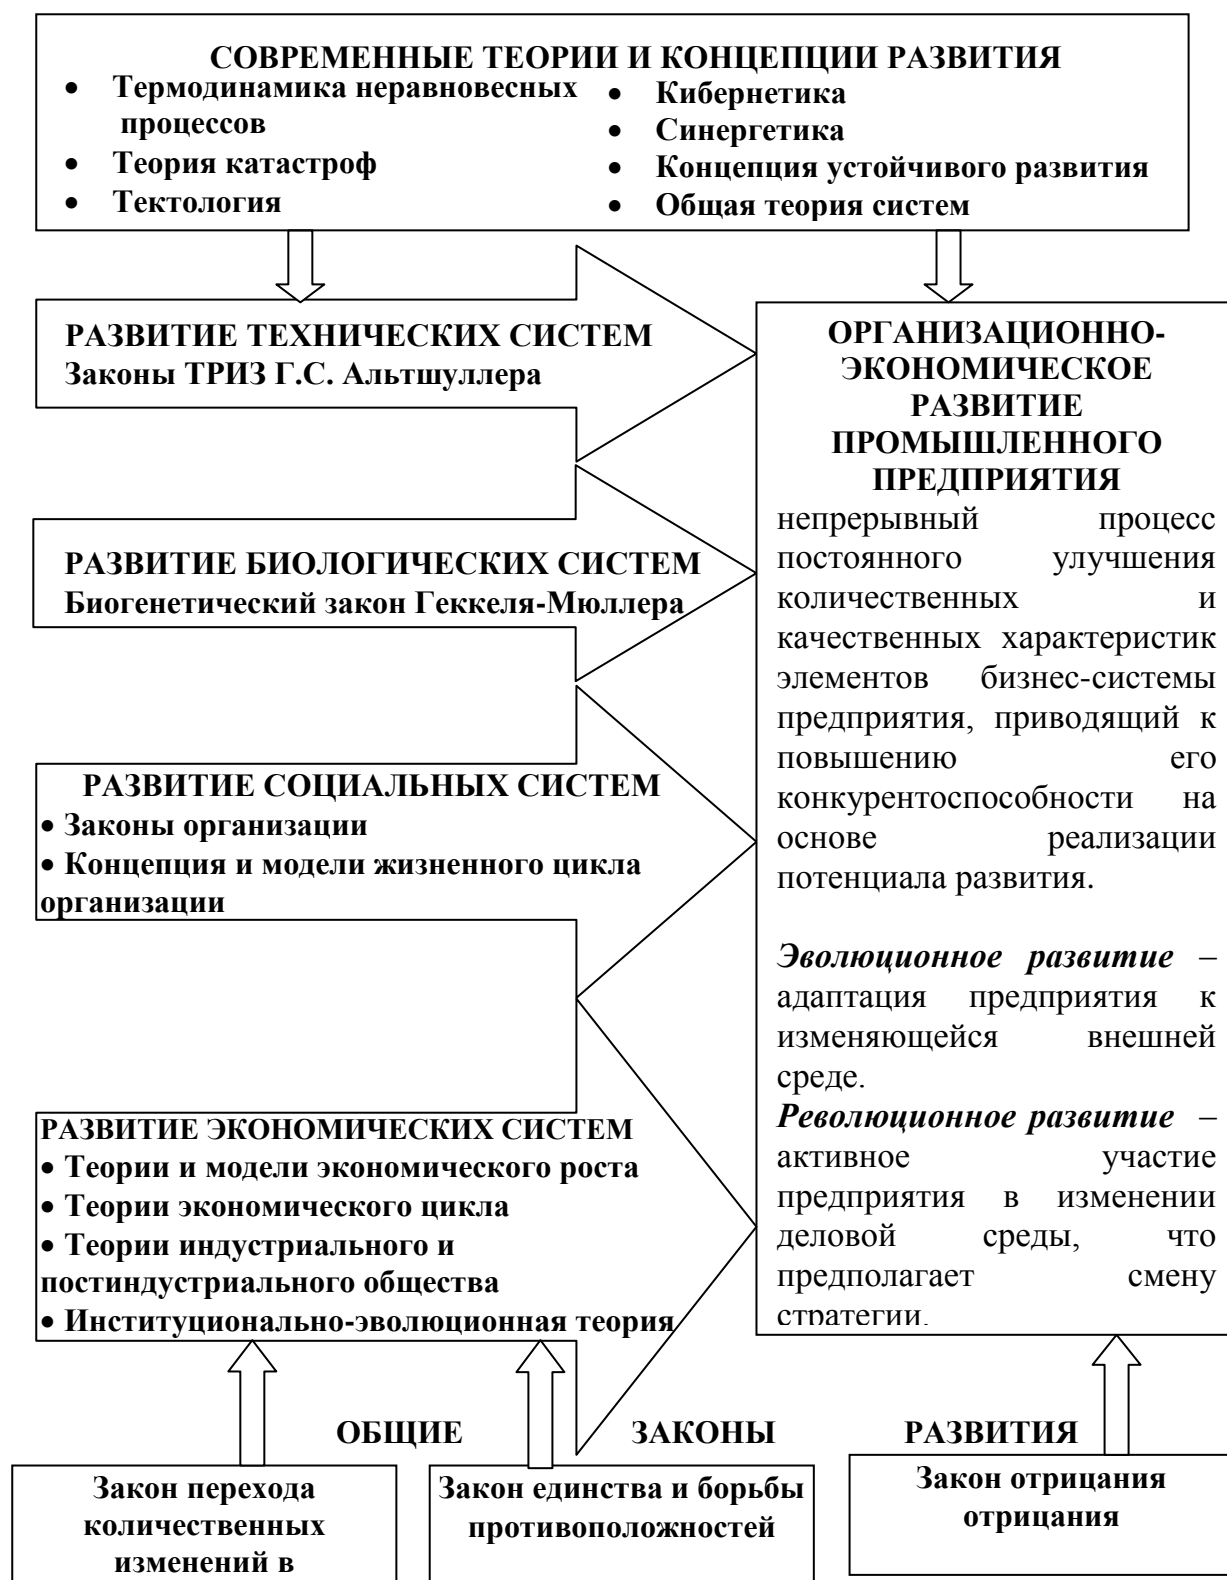 СОВРЕМЕННЫЕ ТЕОРИИ И КОНЦЕПЦИИ РАЗВИТИЯ
• Термодинамика неравновесных
процессов
• Теория катастроф
• Тектология
• Кибернетика
• Синергетика
• Концепция устойчивого развития
• Общая теория систем
РАЗВИТИЕ ТЕХНИЧЕСКИХ СИСТЕМ
Законы ТРИЗ Г.С. Альтшуллера
РАЗВИТИЕ БИОЛОГИЧЕСКИХ СИСТЕМ
Биогенетический закон Геккеля-Мюллера
РАЗВИТИЕ СОЦИАЛЬНЫХ СИСТЕМ
• Законы организации
• Концепция и модели жизненного цикла
организации
РАЗВИТИЕ ЭКОНОМИЧЕСКИХ СИСТЕМ
• Теории и модели экономического роста
• Теории экономического цикла
• Теории индустриального и
постиндустриального общества
• Институционально-эволюционная теория
ОРГАНИЗАЦИОННО-
ЭКОНОМИЧЕСКОЕ
РАЗВИТИЕ
ПРОМЫШЛЕННОГО
ПРЕДПРИЯТИЯ
непрерывный процесс
постоянного улучшения
количественных и
качественных характеристик
элементов бизнес-системы
предприятия, приводящий к
повышению его
конкурентоспособности на
основе реализации
потенциала развития.
Эволюционное развитие –
адаптация предприятия к
изменяющейся внешней
среде.
Революционное развитие –
активное участие
предприятия в изменении
деловой среды, что
предполагает смену
стратегии.
ОБЩИЕ ЗАКОНЫ РАЗВИТИЯ
Закон перехода
количественных
изменений в
Закон единства и борьбы
противоположностей
Закон отрицания
отрицания